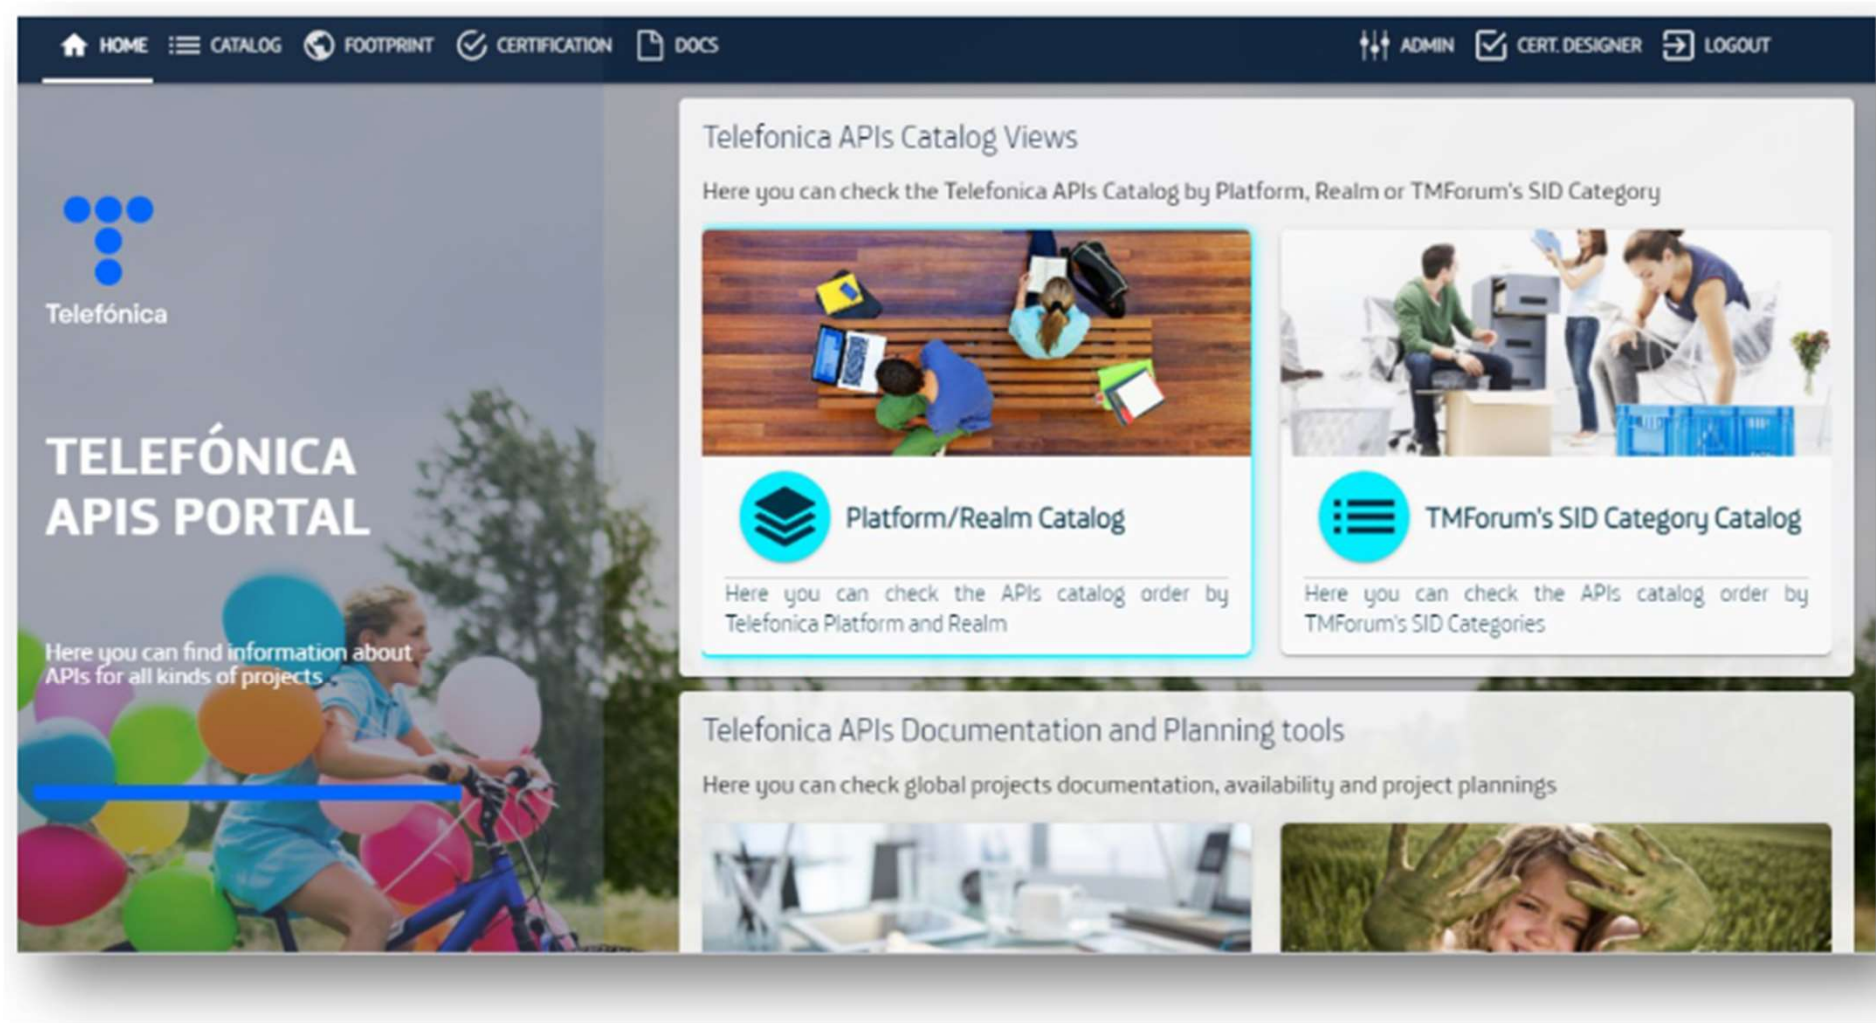 HOME CATALOG FOOTPRINT CERTIFICATION DOCS ADMIN CERT. DESIGNER LOGOUT
Telefónica
TELEFÓNICA
APIS PORTAL
Here you can find information about
APIs for all kinds of projects
Telefonica APIs Catalog Views
Here you can check the Telefonica APIs Catalog by Platform, Realm or TMForum's SID Category
Platform/Realm Catalog
Here you can check the APIs catalog order by
Telefonica Platform and Realm
TMForum's SID Category Catalog
Here you can check the APIs catalog order by
TMForum's SID Categories
Telefonica APIs Documentation and Planning tools
Here you can check global projects documentation, availability and project plannings